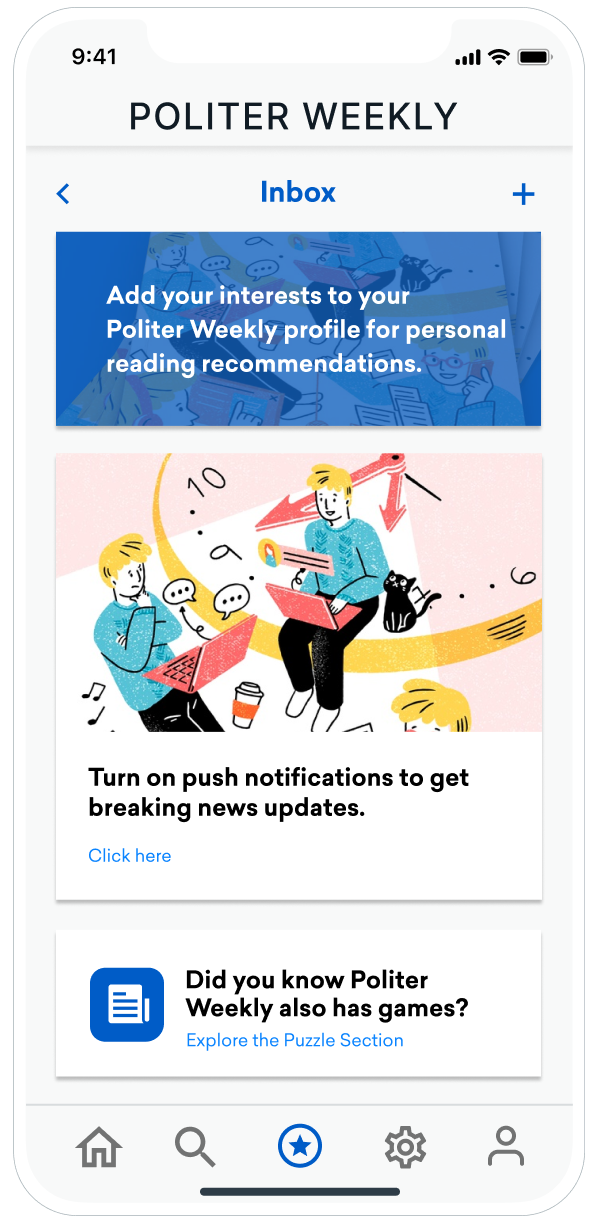 9:41
POLITER WEEKLY
Inbox
Add your interests to your
Politer Weekly profile for personal
reading recommendations.
10
9
6
Turn on push notifications to get
breaking news updates.
Click here
Did you know Politer
Weekly also has games?
Explore the Puzzle Section